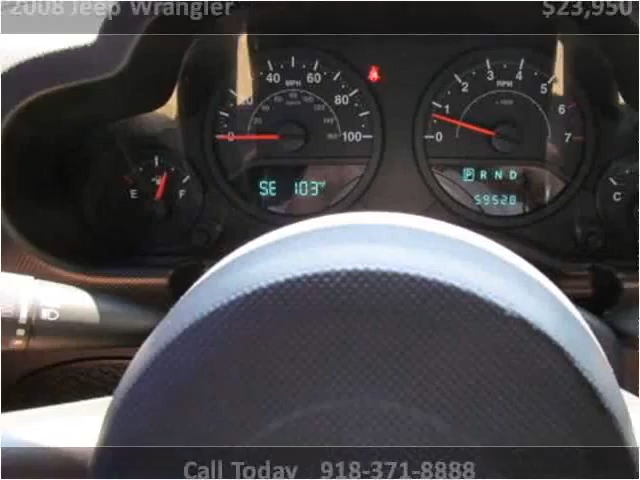 2008 Jeep Wrangler $23,950
20 40 60 80 100 0 MPH
1 2 3 4 5 6 7 0 RPM
E F
SE 103°F
P R N D
59528
C
Call Today 918-371-8888